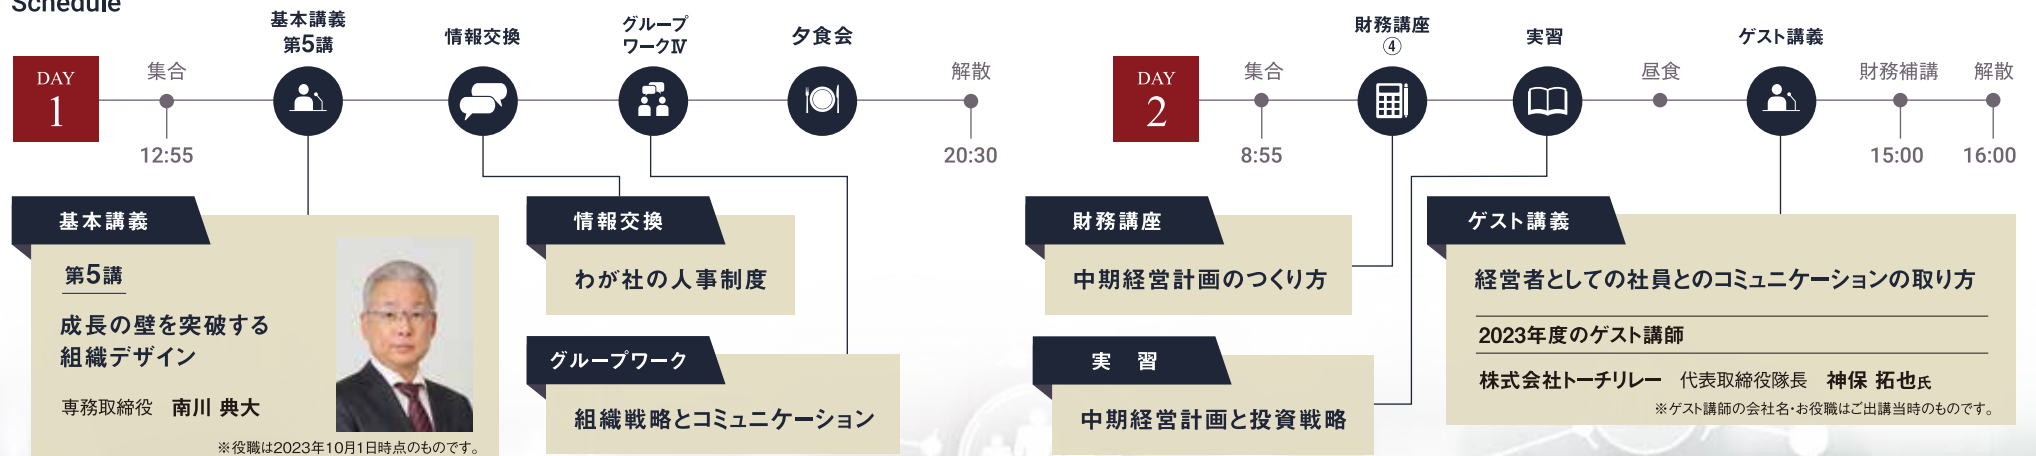 Schedule
DAY
1
集合
12:55
基本講義
第5講
情報交換
グループ
ワークⅣ
夕食会
解散
20:30
基本講義
第5講
成長の壁を突破する
組織デザイン
専務取締役 南川 典大
※役職は2023年10月1日時点のものです。
情報交換
わが社の人事制度
グループワーク
組織戦略とコミュニケーション
DAY
2
集合
8:55
財務講座
④
実習
昼食
ゲスト講義
財務補講
15:00
解散
16:00
財務講座
中期経営計画のつくり方
実 習
中期経営計画と投資戦略
ゲスト講義
経営者としての社員とのコミュニケーションの取り方
2023年度のゲスト講師
株式会社トーチリレー 代表取締役隊長 神保 拓也氏
※ゲスト講師の会社名・お役職はご出講当時のものです。